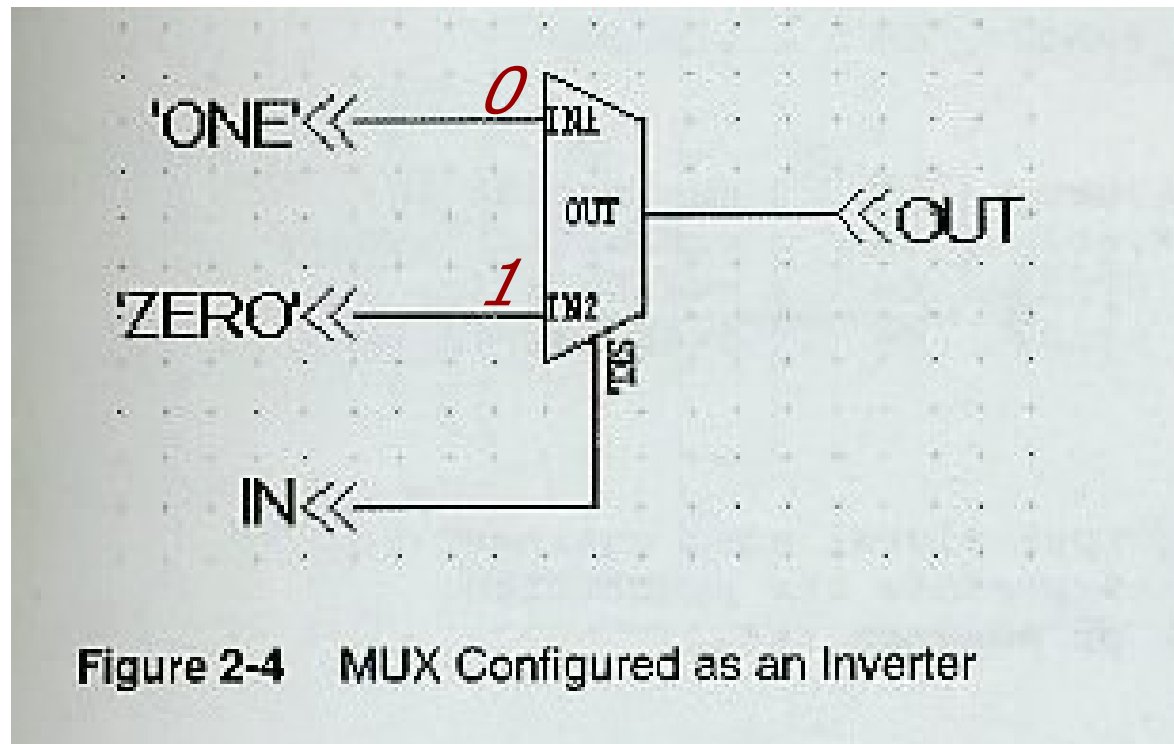 0
'ONE'
IN1
OUT
OUT
1
'ZERO'
IN2
SEL
IN
Figure 2-4 MUX Configured as an Inverter